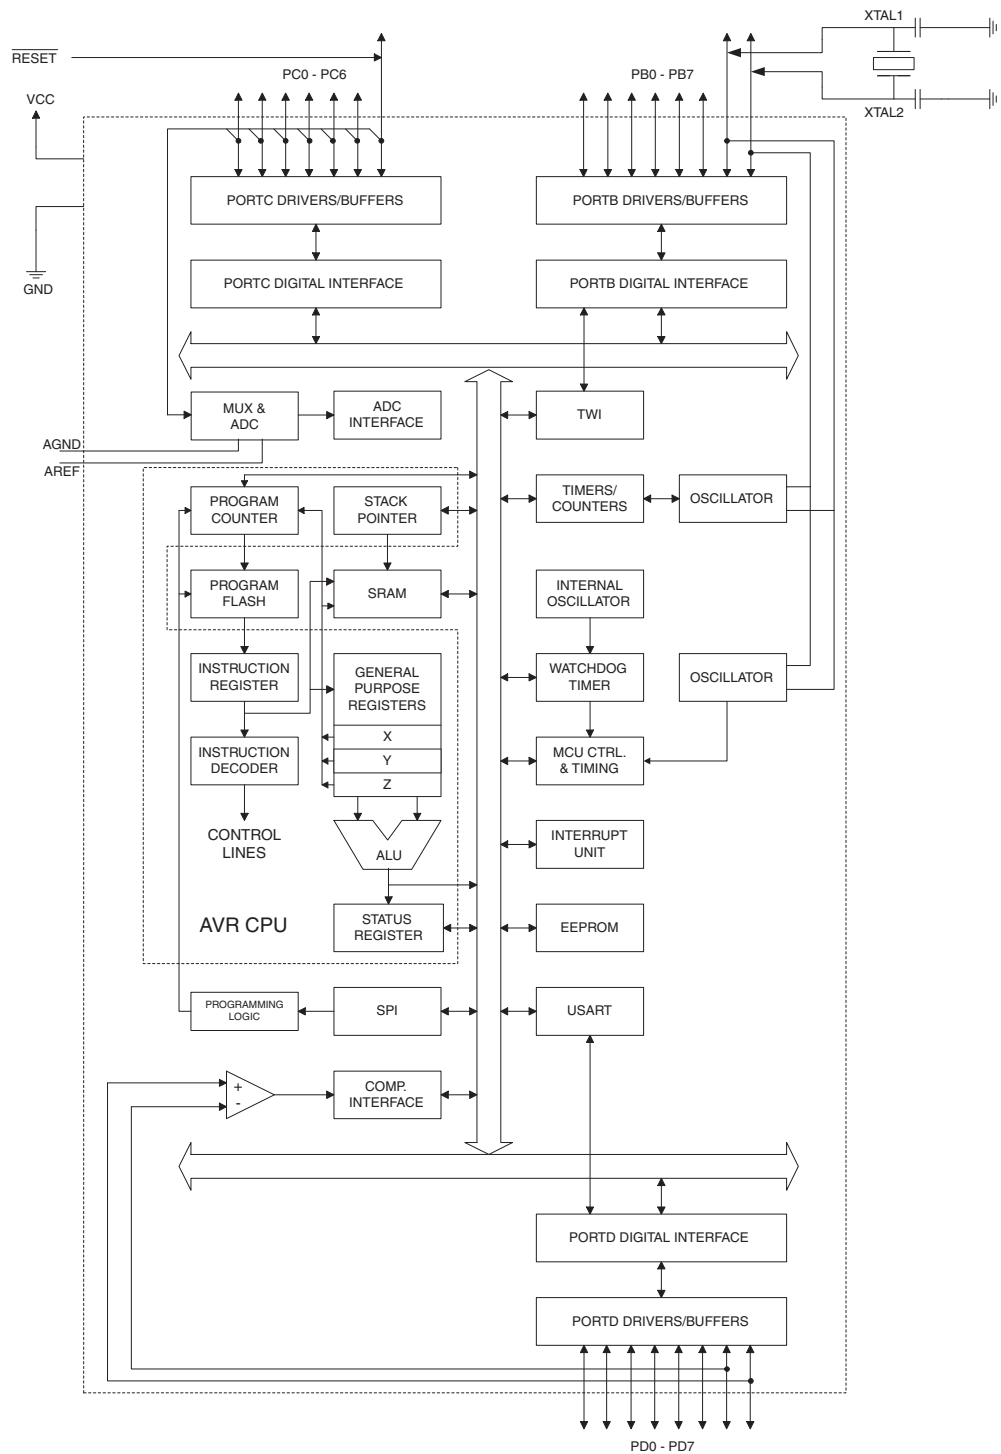 XTAL1
RESET
PC0 - PC6
PB0 - PB7
VCC
XTAL2
PORTC DRIVERS/BUFFERS
PORTB DRIVERS/BUFFERS
GND
PORTC DIGITAL INTERFACE
PORTB DIGITAL INTERFACE
MUX &
ADC
ADC
INTERFACE
TWI
AGND
AREF
PROGRAM
COUNTER
STACK
POINTER
TIMERS/
COUNTERS
OSCILLATOR
PROGRAM
FLASH
SRAM
INTERNAL
OSCILLATOR
INSTRUCTION
REGISTER
GENERAL
PURPOSE
REGISTERS
WATCHDOG
TIMER
OSCILLATOR
X
Y
Z
INSTRUCTION
DECODER
MCU CTRL.
& TIMING
CONTROL
LINES
ALU
INTERRUPT
UNIT
AVR CPU
STATUS
REGISTER
EEPROM
PROGRAMMING
LOGIC
SPI
USART
+
-
COMP.
INTERFACE
PORTD DIGITAL INTERFACE
PORTD DRIVERS/BUFFERS
PD0 - PD7